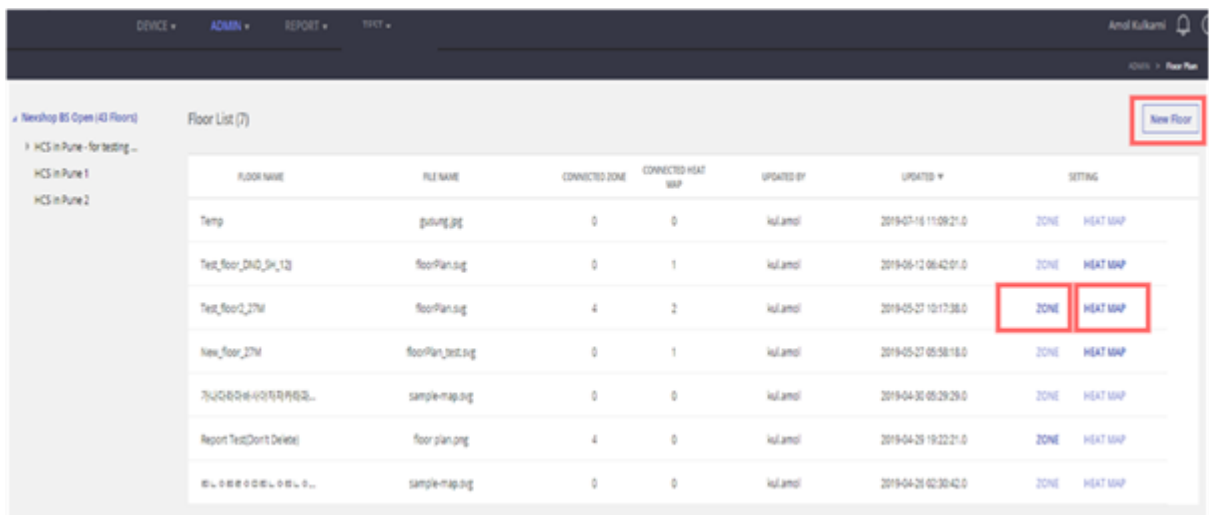 DEVICE ▾ ADMIN ▾ REPORT ▾ TEST ▾ Amol Kulkarni
ADMIN > Floor Plan
Nexshop BS Open (43 Floors)
HCS in Pune - for testing ...
HCS in Pune 1
HCS in Pune 2
Floor List (7) New Floor
FLOOR NAME FILE NAME CONNECTED ZONE CONNECTED HEAT MAP UPDATED BY UPDATED ▼ SETTING
Temp gusung.jpg 0 0 kul.amol 2019-07-16 11:09:21.0 ZONE HEAT MAP
Test_floor_DND_SH_12J floorPlan.svg 0 1 kul.amol 2019-06-12 06:42:01.0 ZONE HEAT MAP
Test_floor2_27M floorPlan.svg 4 2 kul.amol 2019-05-27 10:17:38.0 ZONE HEAT MAP
New_floor_27M floorPlan_test.svg 0 1 kul.amol 2019-05-27 05:58:18.0 ZONE HEAT MAP
sample-map.svg 0 0 kul.amol 2019-04-30 05:29:29.0 ZONE HEAT MAP
Report Test(Don't Delete) floor plan.png 4 0 kul.amol 2019-04-29 19:22:21.0 ZONE HEAT MAP
sample-map.svg 0 0 kul.amol 2019-04-26 02:30:42.0 ZONE HEAT MAP